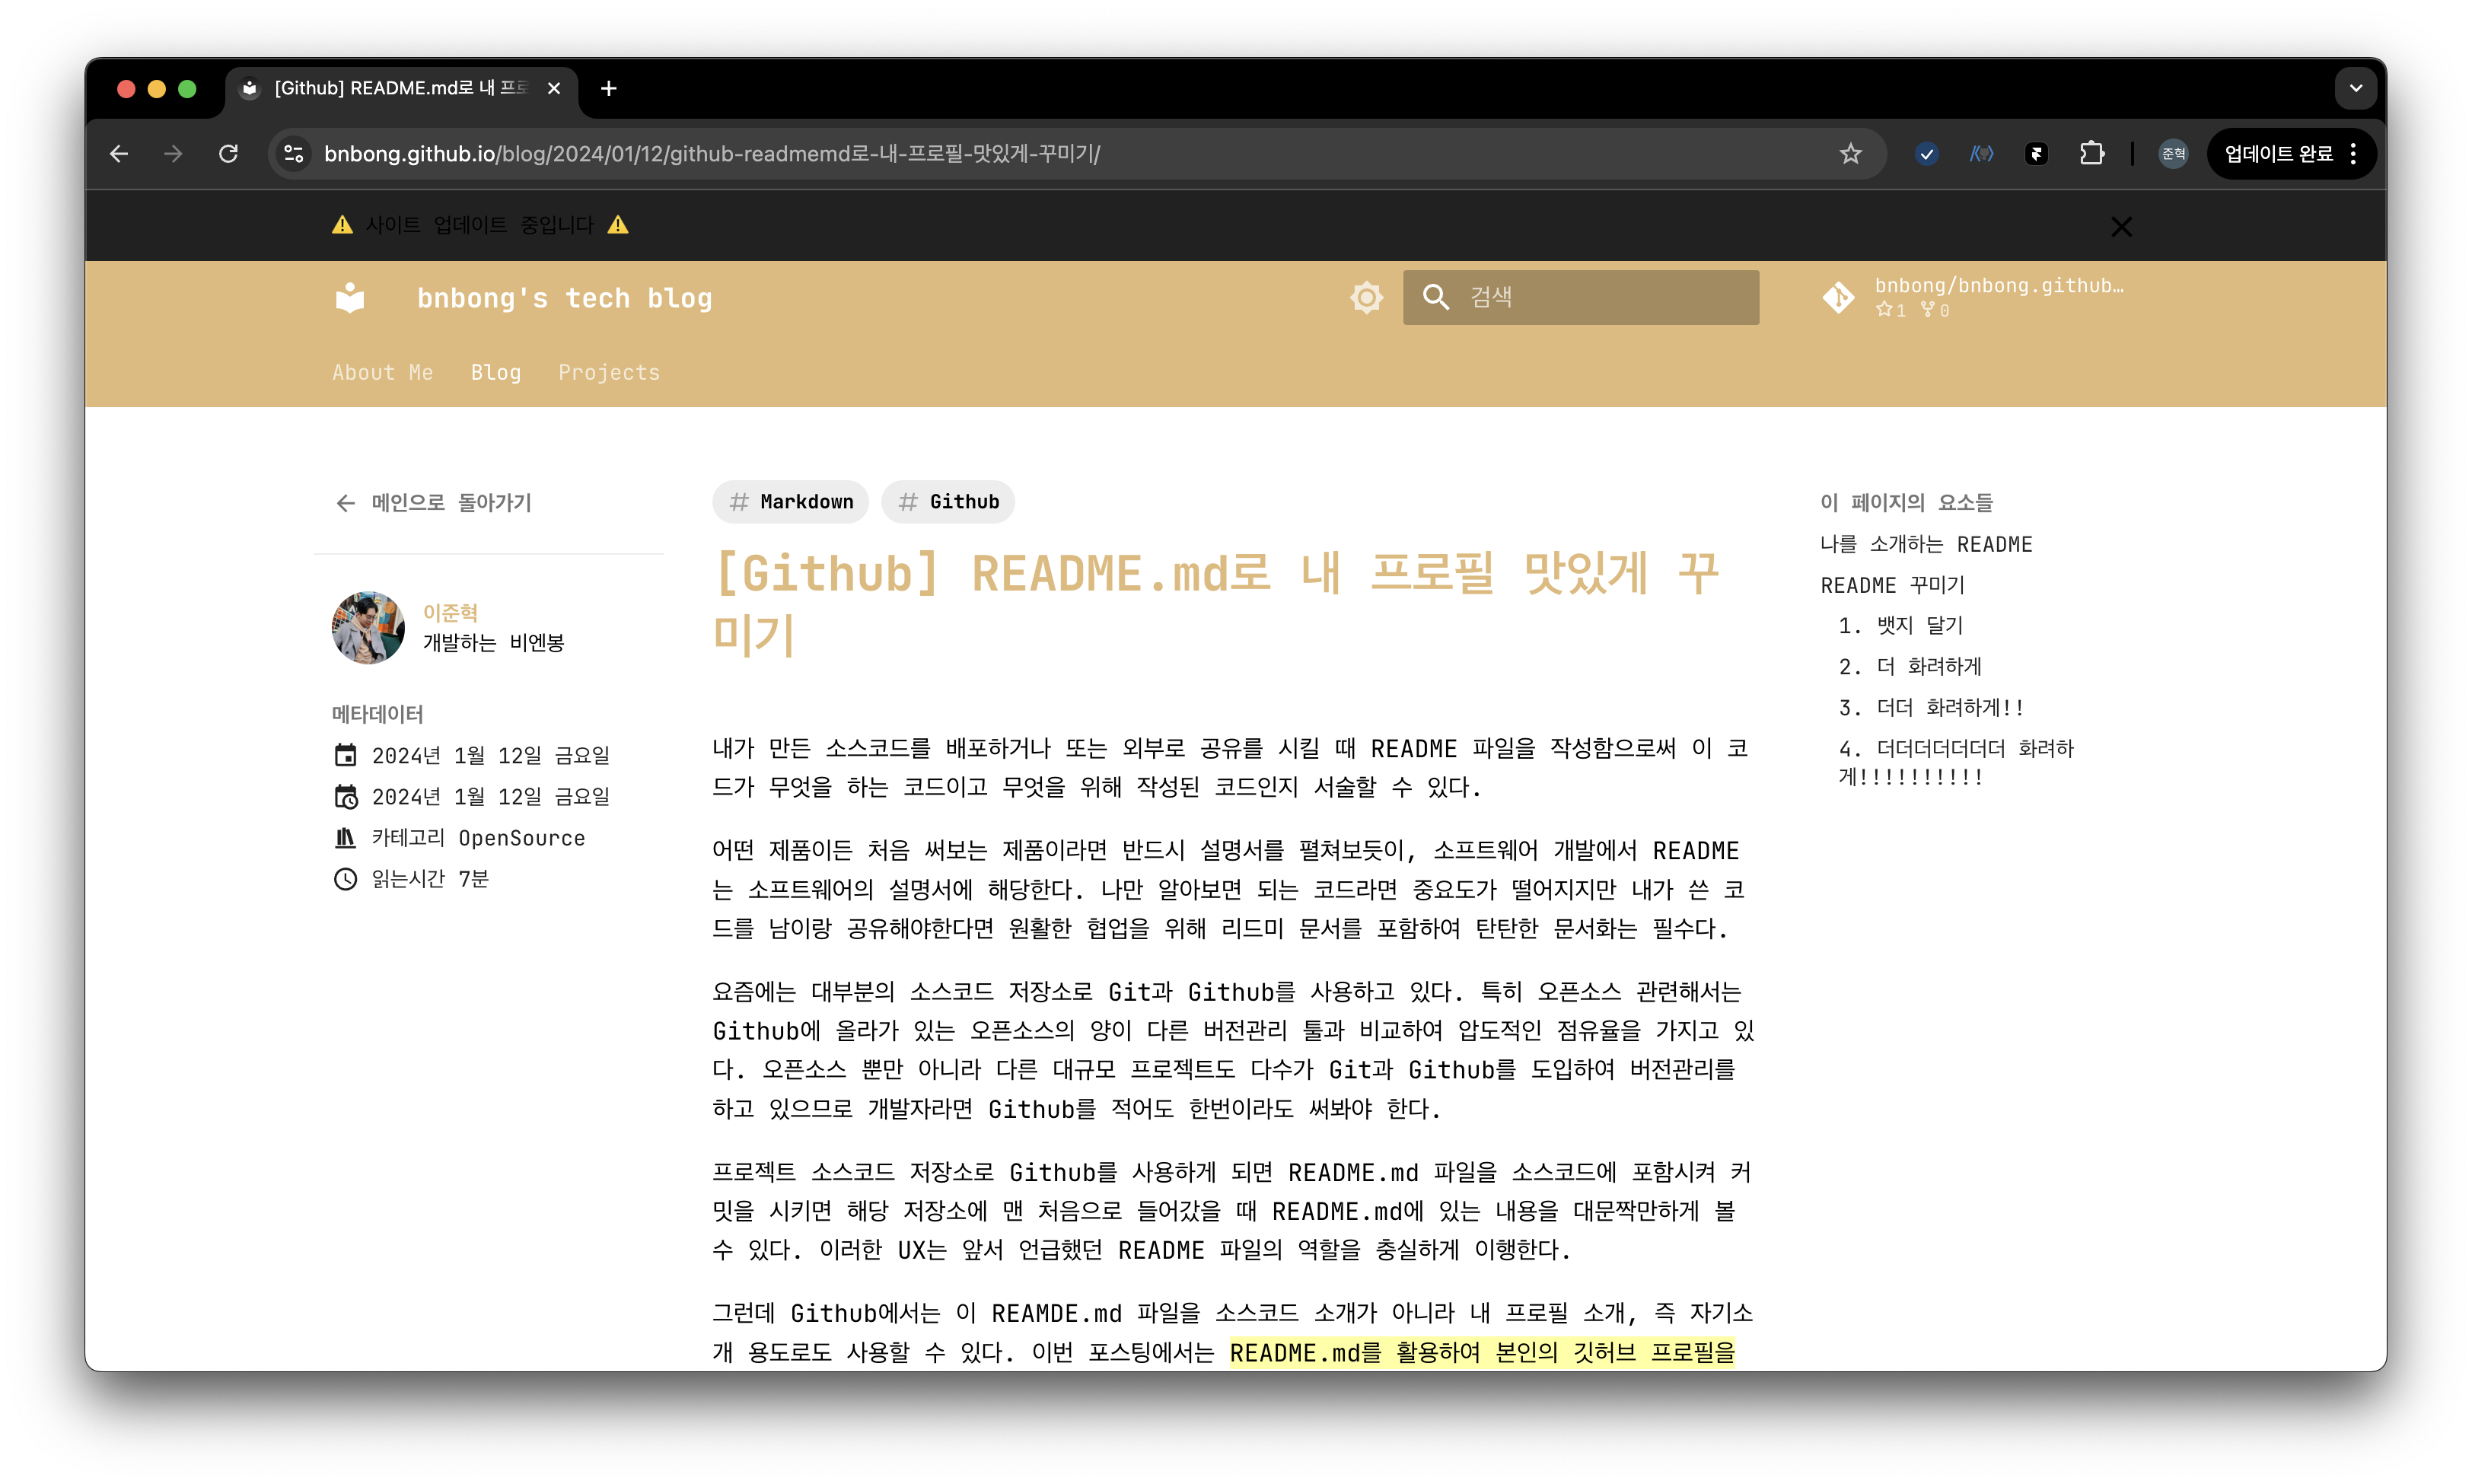 [Github] README.md로 내 프로
bnbong.github.io/blog/2024/01/12/github-readmemd로-내-프로필-맛있게-꾸미기/
준혁
업데이트 완료
⚠️ 사이트 업데이트 중입니다 ⚠️
bnbong's tech blog
검색
bnbong/bnbong.github…
1 0
About Me Blog Projects
메인으로 돌아가기
이준혁
개발하는 비엔봉
메타데이터
2024년 1월 12일 금요일
2024년 1월 12일 금요일
카테고리 OpenSource
읽는시간 7분
# Markdown # Github
[Github] README.md로 내 프로필 맛있게 꾸
미기
내가 만든 소스코드를 배포하거나 또는 외부로 공유를 시킬 때 README 파일을 작성함으로써 이 코
드가 무엇을 하는 코드이고 무엇을 위해 작성된 코드인지 서술할 수 있다.
어떤 제품이든 처음 써보는 제품이라면 반드시 설명서를 펼쳐보듯이, 소프트웨어 개발에서 README
는 소프트웨어의 설명서에 해당한다. 나만 알아보면 되는 코드라면 중요도가 떨어지지만 내가 쓴 코
드를 남이랑 공유해야한다면 원활한 협업을 위해 리드미 문서를 포함하여 탄탄한 문서화는 필수다.
요즘에는 대부분의 소스코드 저장소로 Git과 Github를 사용하고 있다. 특히 오픈소스 관련해서는
Github에 올라가 있는 오픈소스의 양이 다른 버전관리 툴과 비교하여 압도적인 점유율을 가지고 있
다. 오픈소스 뿐만 아니라 다른 대규모 프로젝트도 다수가 Git과 Github를 도입하여 버전관리를
하고 있으므로 개발자라면 Github를 적어도 한번이라도 써봐야 한다.
프로젝트 소스코드 저장소로 Github를 사용하게 되면 README.md 파일을 소스코드에 포함시켜 커
밋을 시키면 해당 저장소에 맨 처음으로 들어갔을 때 README.md에 있는 내용을 대문짝만하게 볼
수 있다. 이러한 UX는 앞서 언급했던 README 파일의 역할을 충실하게 이행한다.
그런데 Github에서는 이 REAMDE.md 파일을 소스코드 소개가 아니라 내 프로필 소개, 즉 자기소
개 용도로도 사용할 수 있다. 이번 포스팅에서는 README.md를 활용하여 본인의 깃허브 프로필을
이 페이지의 요소들
나를 소개하는 README
README 꾸미기
1. 뱃지 달기
2. 더 화려하게
3. 더더 화려하게!!
4. 더더더더더더더 화려하
게!!!!!!!!!!